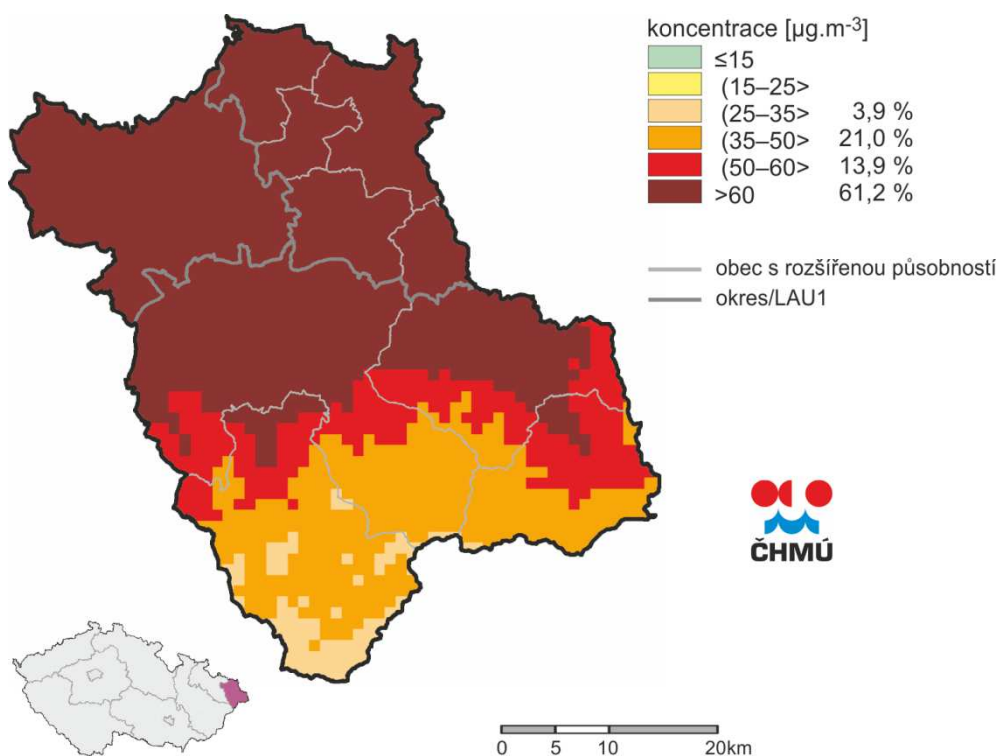 koncentrace [µg.m⁻³]
≤15
(15–25>
(25–35> 3,9 %
(35–50> 21,0 %
(50–60> 13,9 %
>60 61,2 %
obec s rozšířenou působností
okres/LAU1
ČHMÚ
0 5 10 20km